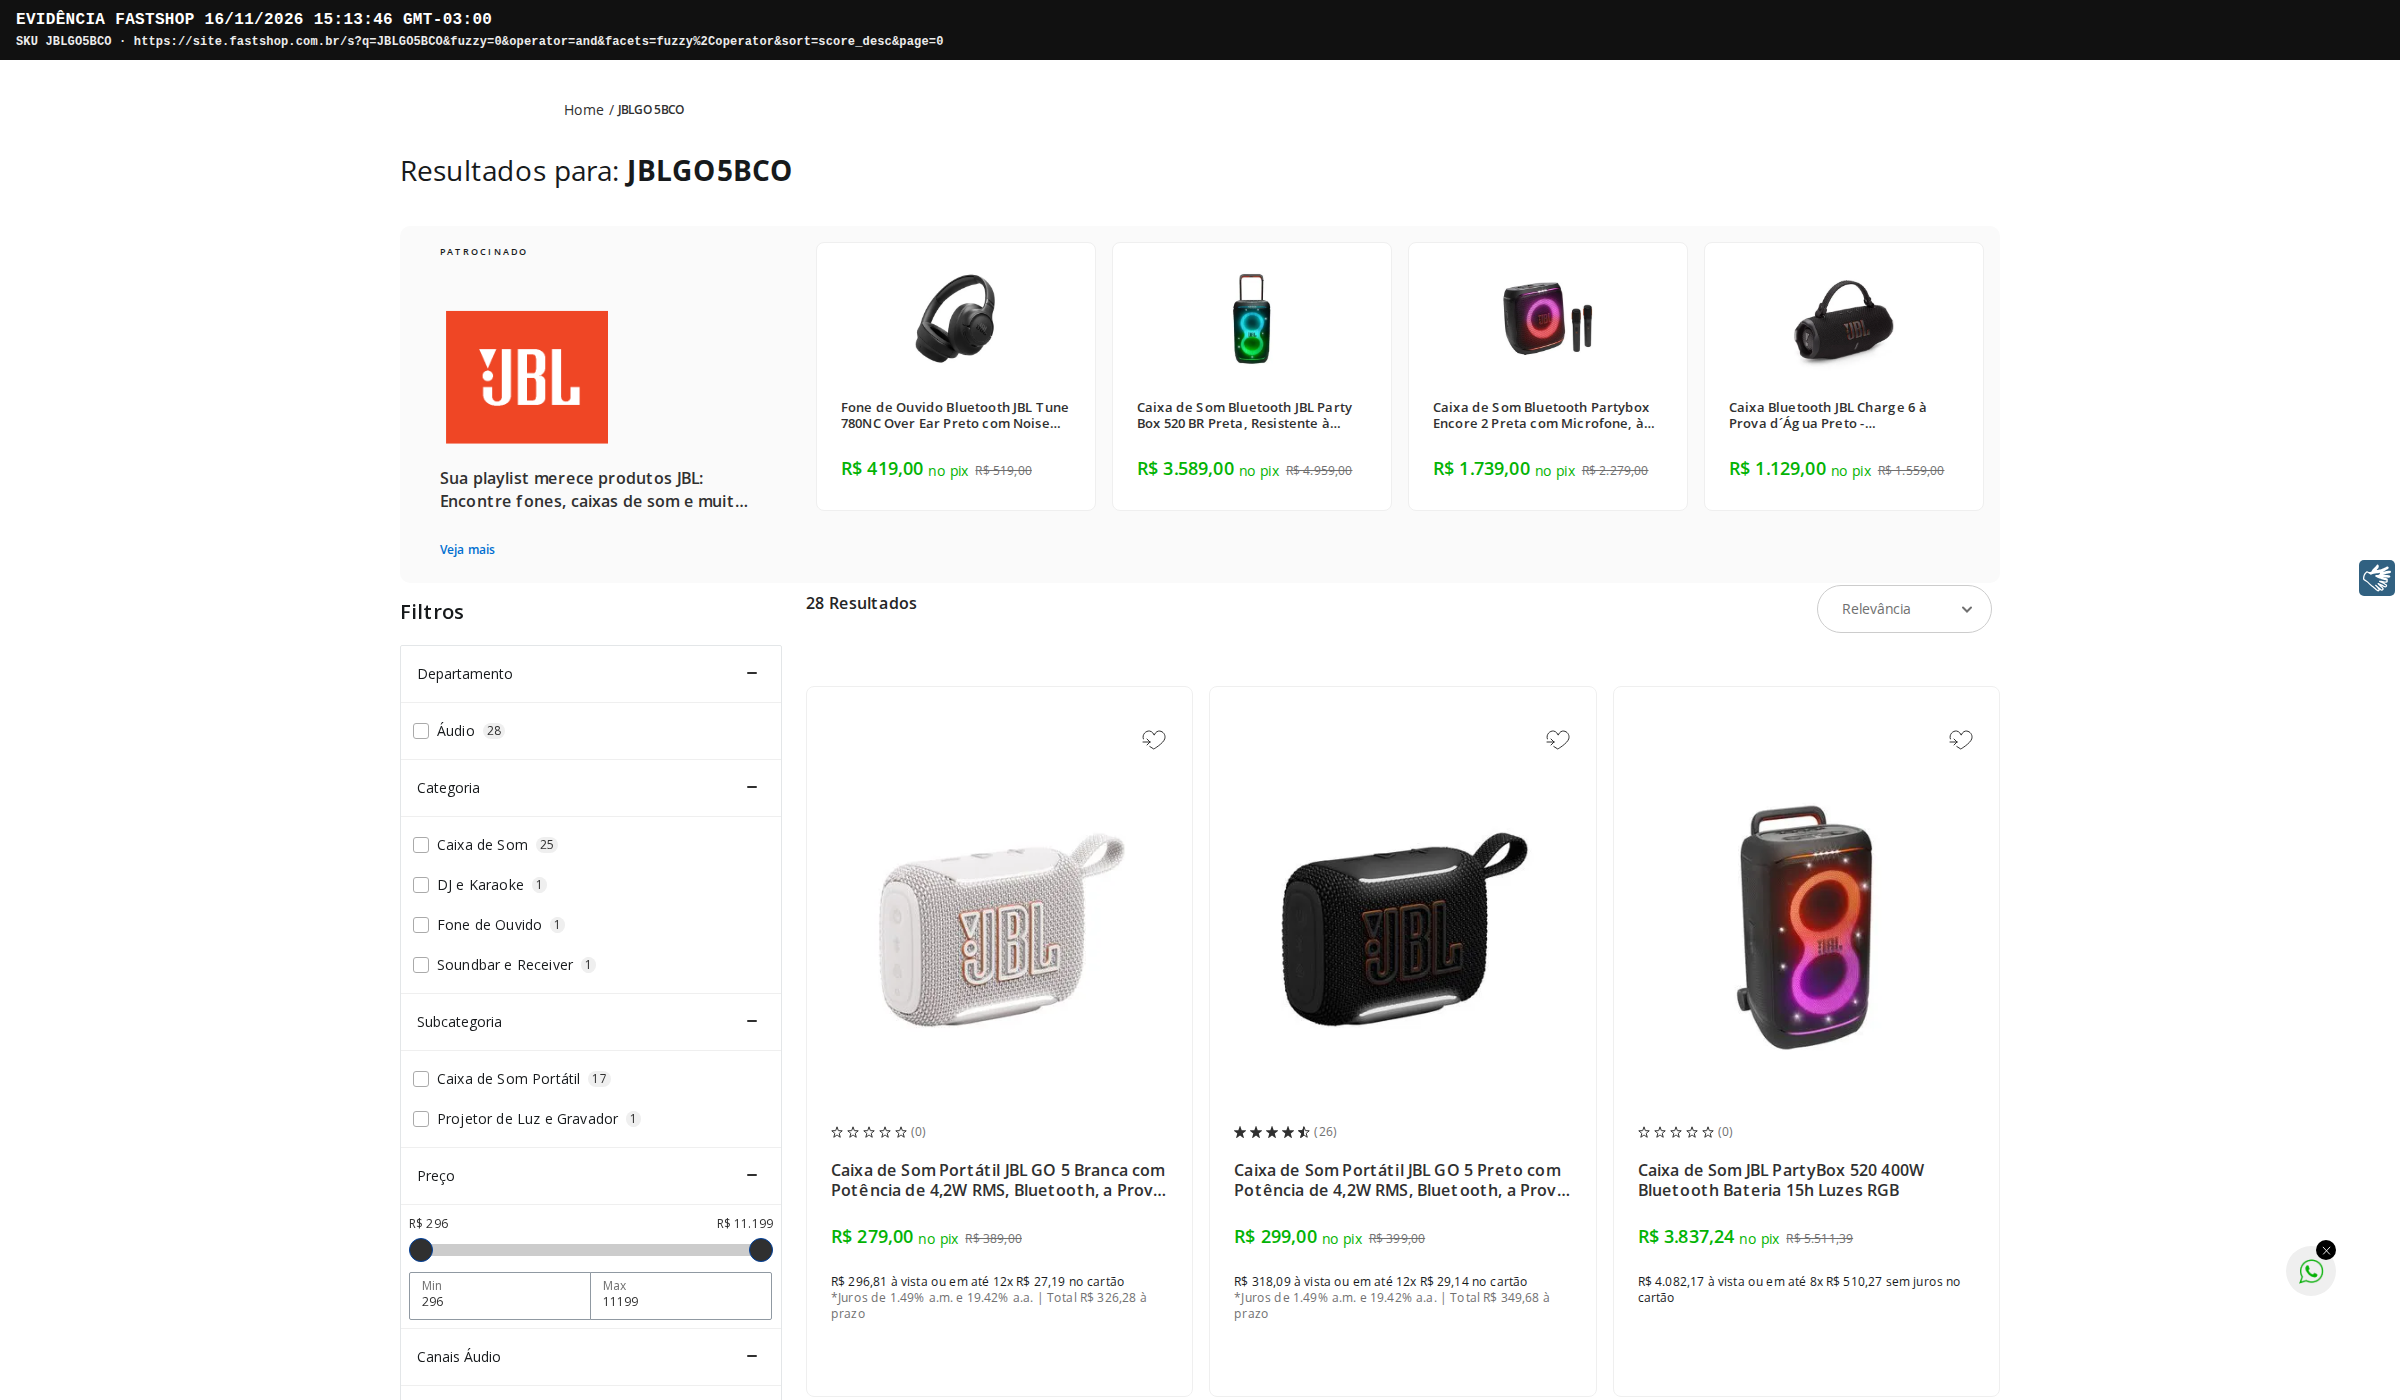 EVIDÊNCIA FASTSHOP 16/11/2026 15:13:46 GMT-03:00
SKU JBLGO5BCO · https://site.fastshop.com.br/s?q=JBLGO5BCO&fuzzy=0&operator=and&facets=fuzzy%2Coperator&sort=score_desc&page=0
Home / JBLGO5BCO
Resultados para: JBLGO5BCO
PATROCINADO
JBL
Sua playlist merece produtos JBL:
Encontre fones, caixas de som e muit...
Veja mais
Fone de Ouvido Bluetooth JBL Tune
780NC Over Ear Preto com Noise...
R$ 419,00 no pix R$ 519,00
Caixa de Som Bluetooth JBL Party
Box 520 BR Preta, Resistente à...
R$ 3.589,00 no pix R$ 4.959,00
Caixa de Som Bluetooth Partybox
Encore 2 Preta com Microfone, à...
R$ 1.739,00 no pix R$ 2.279,00
JBL
Caixa Bluetooth JBL Charge 6 à
Prova d´Água Preto -...
R$ 1.129,00 no pix R$ 1.559,00
Filtros
28 Resultados
Relevância
Departamento
Áudio 28
Categoria
Caixa de Som 25
DJ e Karaoke 1
Fone de Ouvido 1
Soundbar e Receiver 1
Subcategoria
Caixa de Som Portátil 17
Projetor de Luz e Gravador 1
Preço
R$ 296 R$ 11.199
Min
296
Max
11199
Canais Áudio
JBL
(0)
Caixa de Som Portátil JBL GO 5 Branca com
Potência de 4,2W RMS, Bluetooth, a Prov...
R$ 279,00 no pix R$ 389,00
R$ 296,81 à vista ou em até 12x R$ 27,19 no cartão
*Juros de 1.49% a.m. e 19.42% a.a. | Total R$ 326,28 à
prazo
JBL
(26)
Caixa de Som Portátil JBL GO 5 Preto com
Potência de 4,2W RMS, Bluetooth, a Prov...
R$ 299,00 no pix R$ 399,00
R$ 318,09 à vista ou em até 12x R$ 29,14 no cartão
*Juros de 1.49% a.m. e 19.42% a.a. | Total R$ 349,68 à
prazo
JBL
(0)
Caixa de Som JBL PartyBox 520 400W
Bluetooth Bateria 15h Luzes RGB
R$ 3.837,24 no pix R$ 5.511,39
R$ 4.082,17 à vista ou em até 8x R$ 510,27 sem juros no
cartão